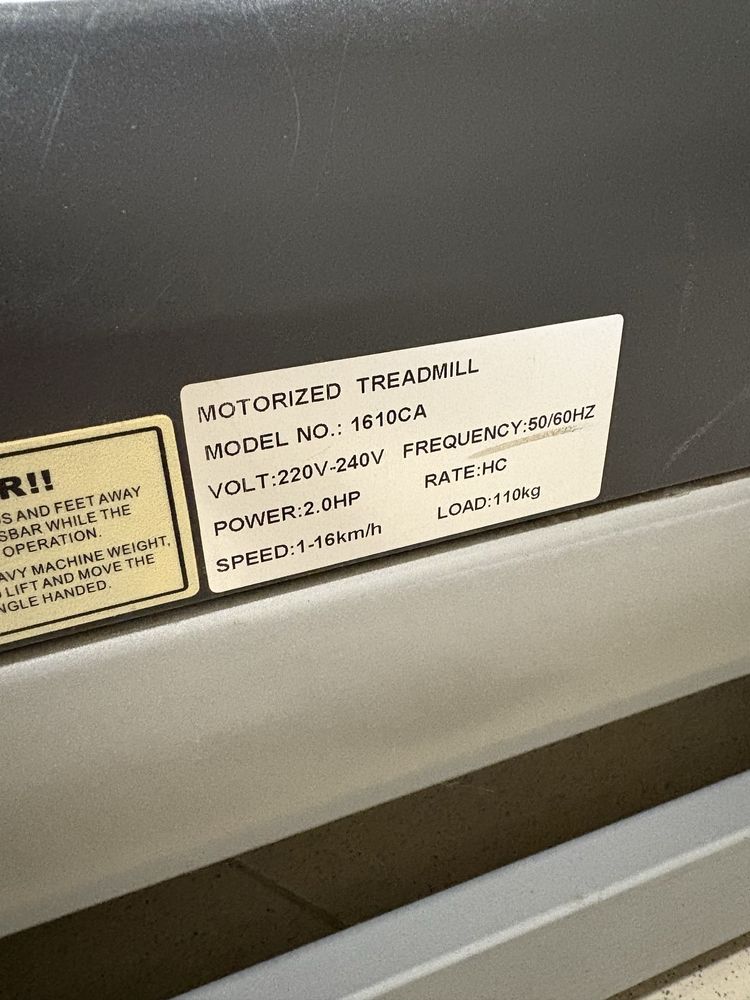 MOTORIZED TREADMILL
MODEL NO.: 1610CA
VOLT:220V-240V FREQUENCY:50/60HZ
POWER:2.0HP RATE:HC
SPEED:1-16km/h LOAD:110kg
R!!
S AND FEET AWAY
SBAR WHILE THE
OPERATION.
AVY MACHINE WEIGHT,
LIFT AND MOVE THE
NGLE HANDED.